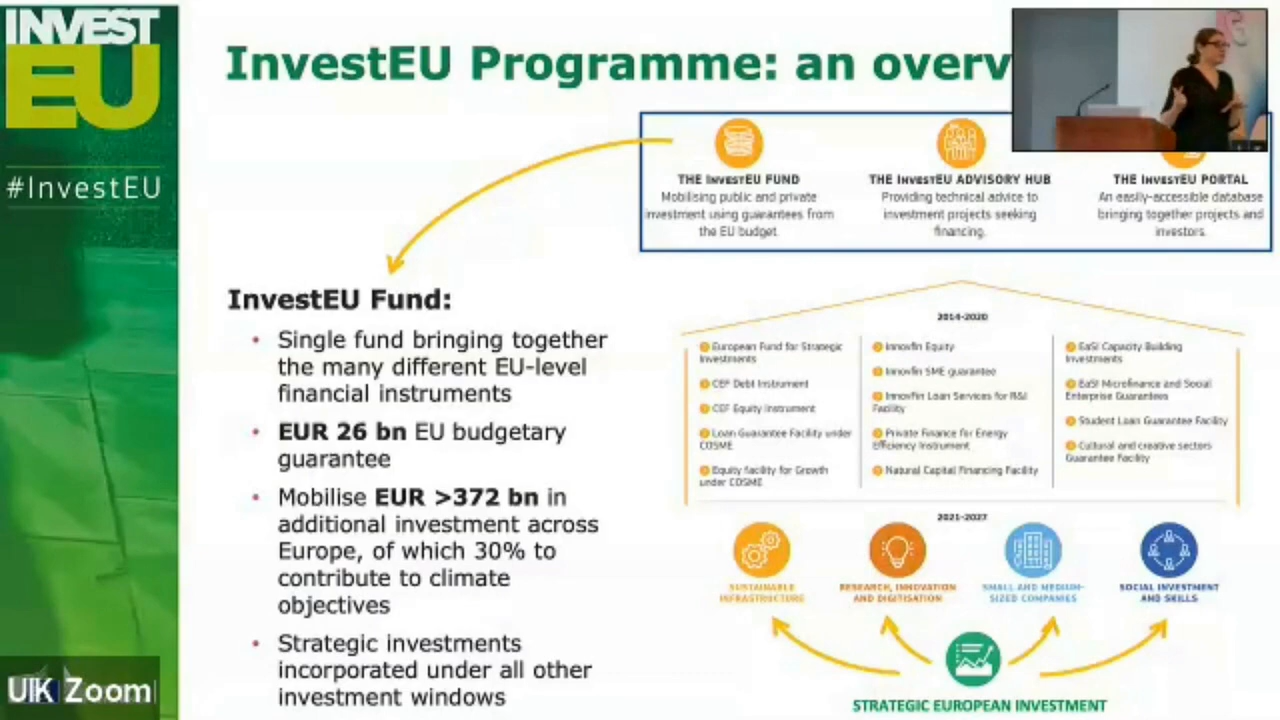 INVEST
EU
#InvestEU
InvestEU Programme: an overv
THE INVESTEU FUND
Mobilising public and private
investment using guarantees from
the EU budget
THE INVESTEU ADVISORY HUB
Providing technical advice to
investment projects seeking
financing.
THE INVESTEU PORTAL
An easily-accessible database
bringing together projects and
investors.
InvestEU Fund:
• Single fund bringing together
the many different EU-level
financial instruments
• EUR 26 bn EU budgetary
guarantee
• Mobilise EUR >372 bn in
additional investment across
Europe, of which 30% to
contribute to climate
objectives
• Strategic investments
incorporated under all other
investment windows
2014-2020
European Fund for Strategic
Investments
CEF Debt Instrument
CEF Equity Instrument
Loan Guarantee Facility under
COSME
Equity facility for Growth
under COSME
Innovfin Equity
Innovfin SME guarantee
Innovfin Loan Services for R&I
Facility
Private Finance for Energy
Efficiency Instrument
Natural Capital Financing Facility
EaSI Capacity Building
Investments
EaSI Microfinance and Social
Enterprise Guarantees
Student Loan Guarantee Facility
Cultural and creative sectors
Guarantee Facility
2021-2027
SUSTAINABLE
INFRASTRUCTURE
RESEARCH, INNOVATION
AND DIGITISATION
SMALL AND MEDIUM-
SIZED COMPANIES
SOCIAL INVESTMENT
AND SKILLS
STRATEGIC EUROPEAN INVESTMENT
UIK Zoom